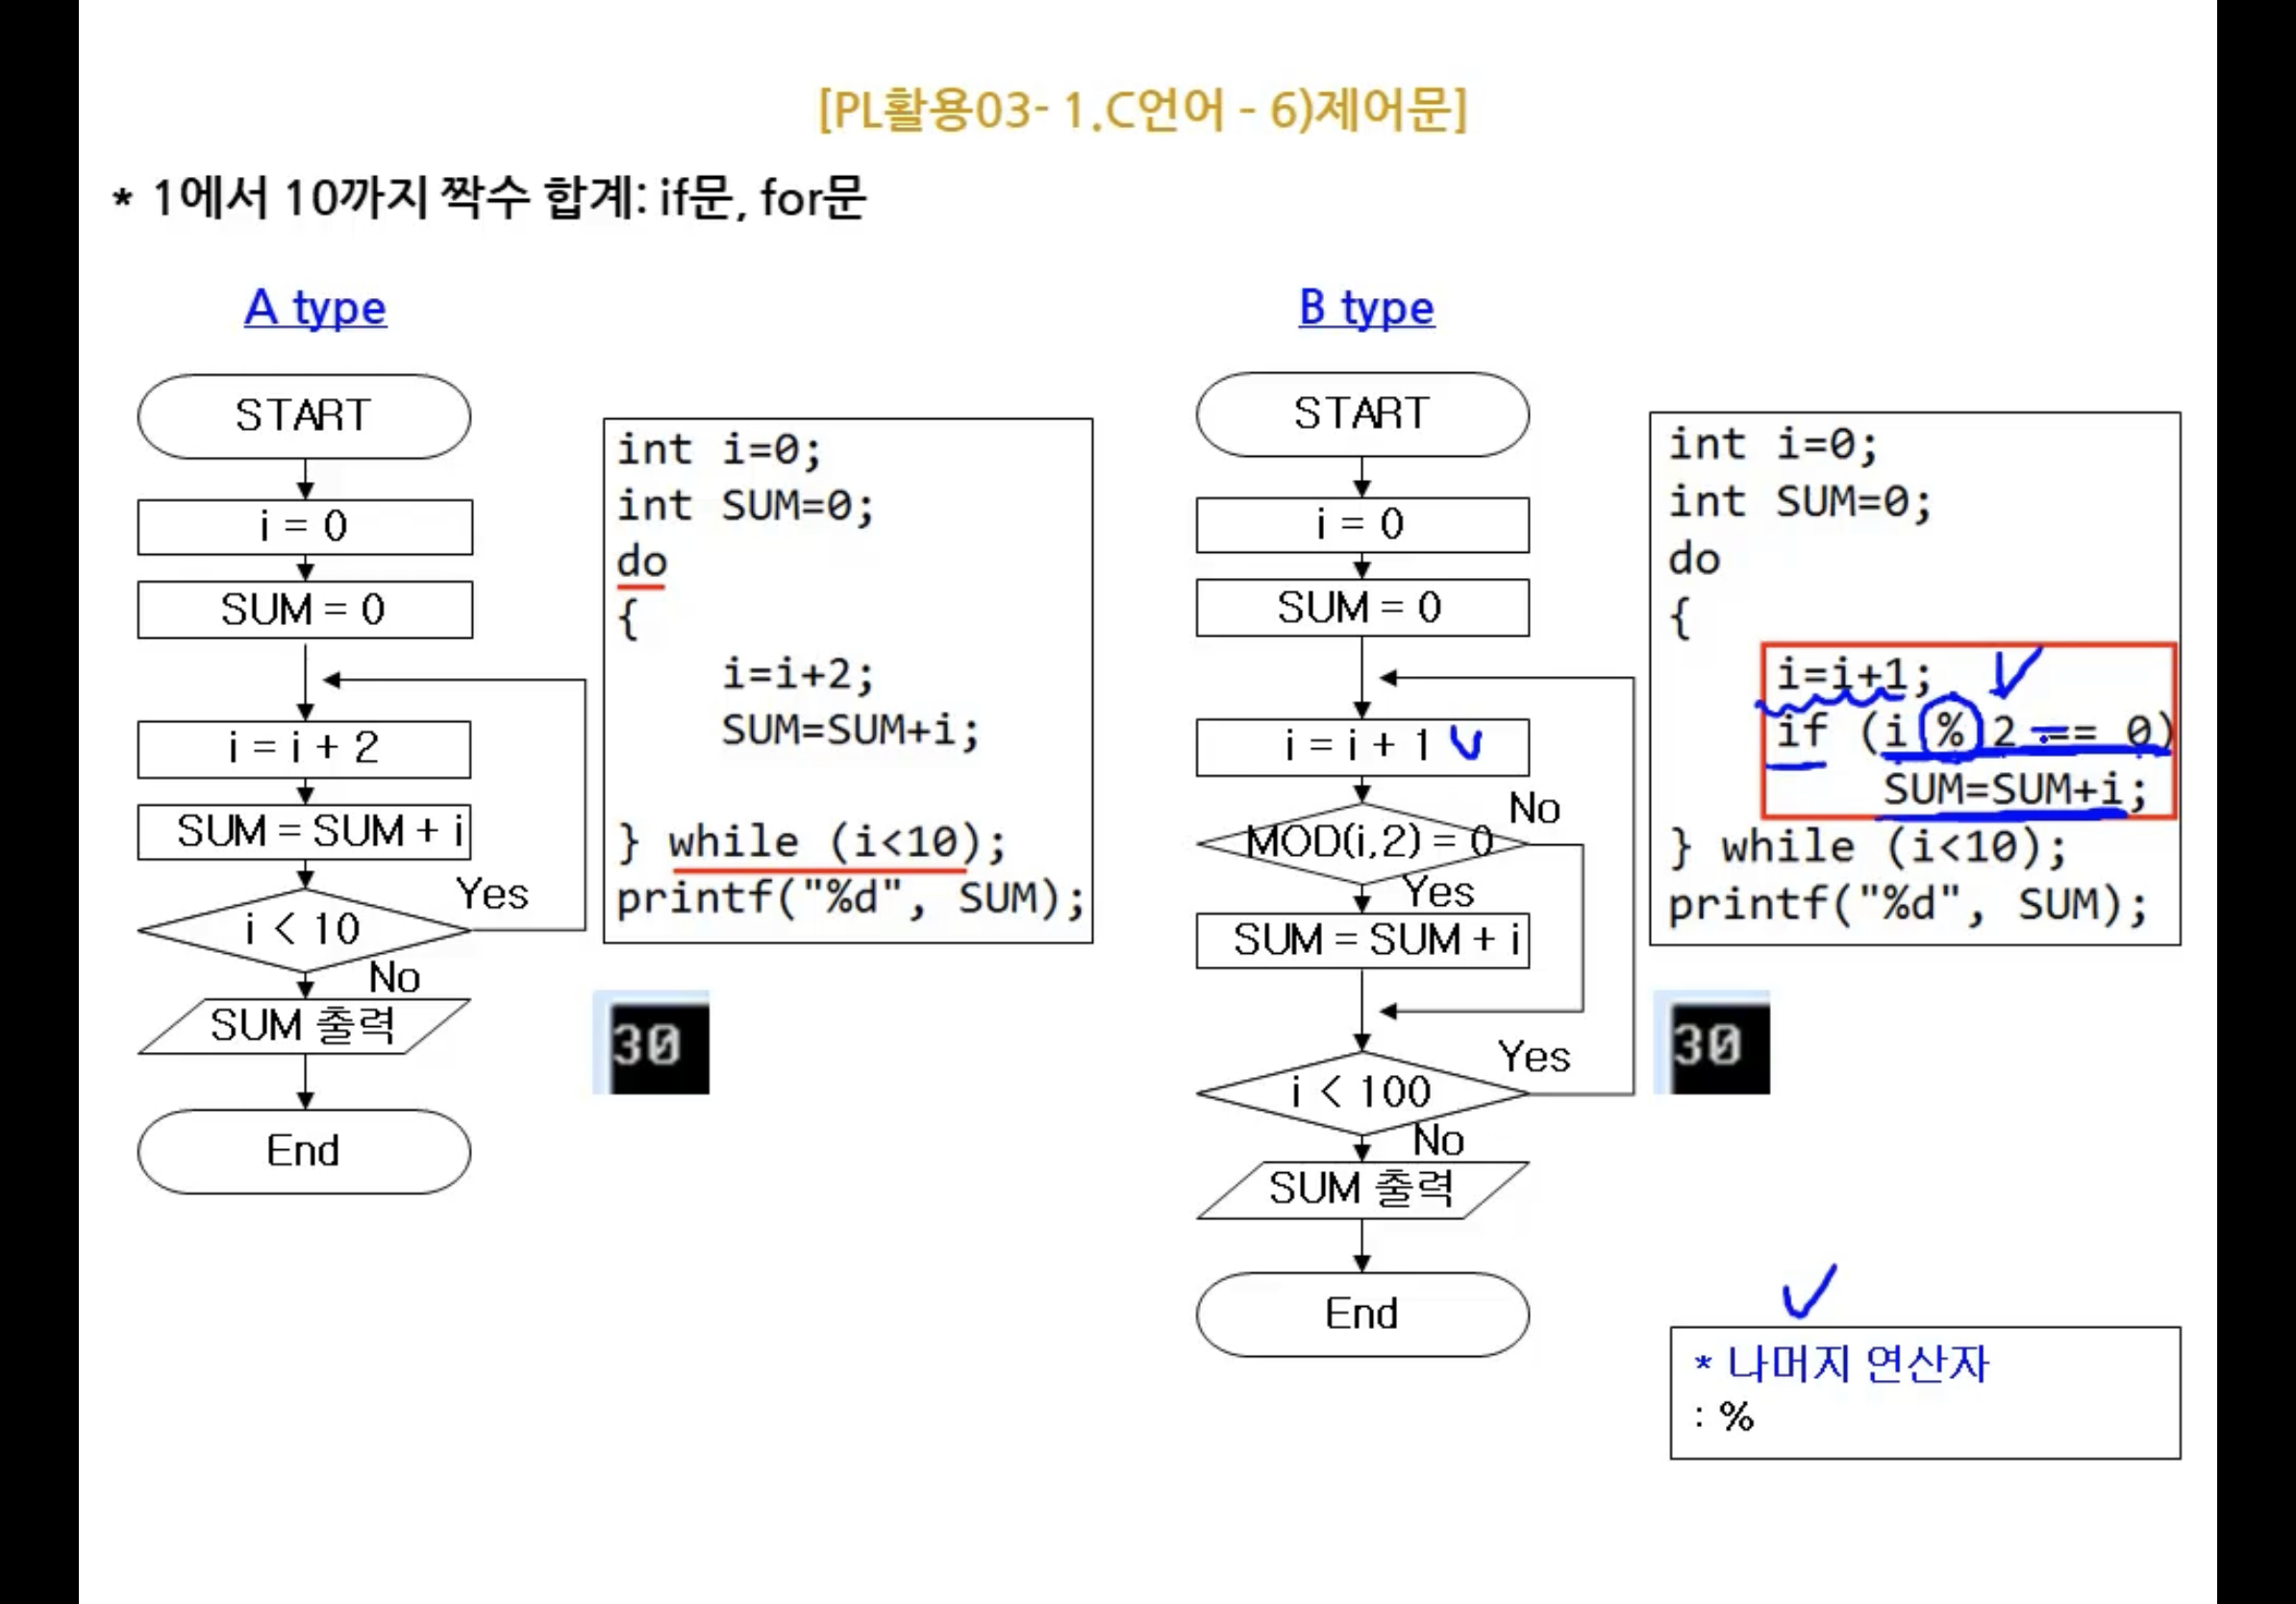 [PL활용03- 1.C언어 - 6)제어문]
* 1에서 10까지 짝수 합계: if문, for문
A type
START
i = 0
SUM = 0
i = i + 2
SUM = SUM + i
Yes
i < 10
No
SUM 출력
End
int i=0;
int SUM=0;
do
{
i=i+2;
SUM=SUM+i;
} while (i<10);
printf("%d", SUM);
30
B type
START
i = 0
SUM = 0
i = i + 1
No
MOD(i,2) = 0
Yes
SUM = SUM + i
Yes
i < 100
No
SUM 출력
End
int i=0;
int SUM=0;
do
{
i=i+1;
if (i % 2 == 0)
SUM=SUM+i;
} while (i<10);
printf("%d", SUM);
30
* 나머지 연산자
: %